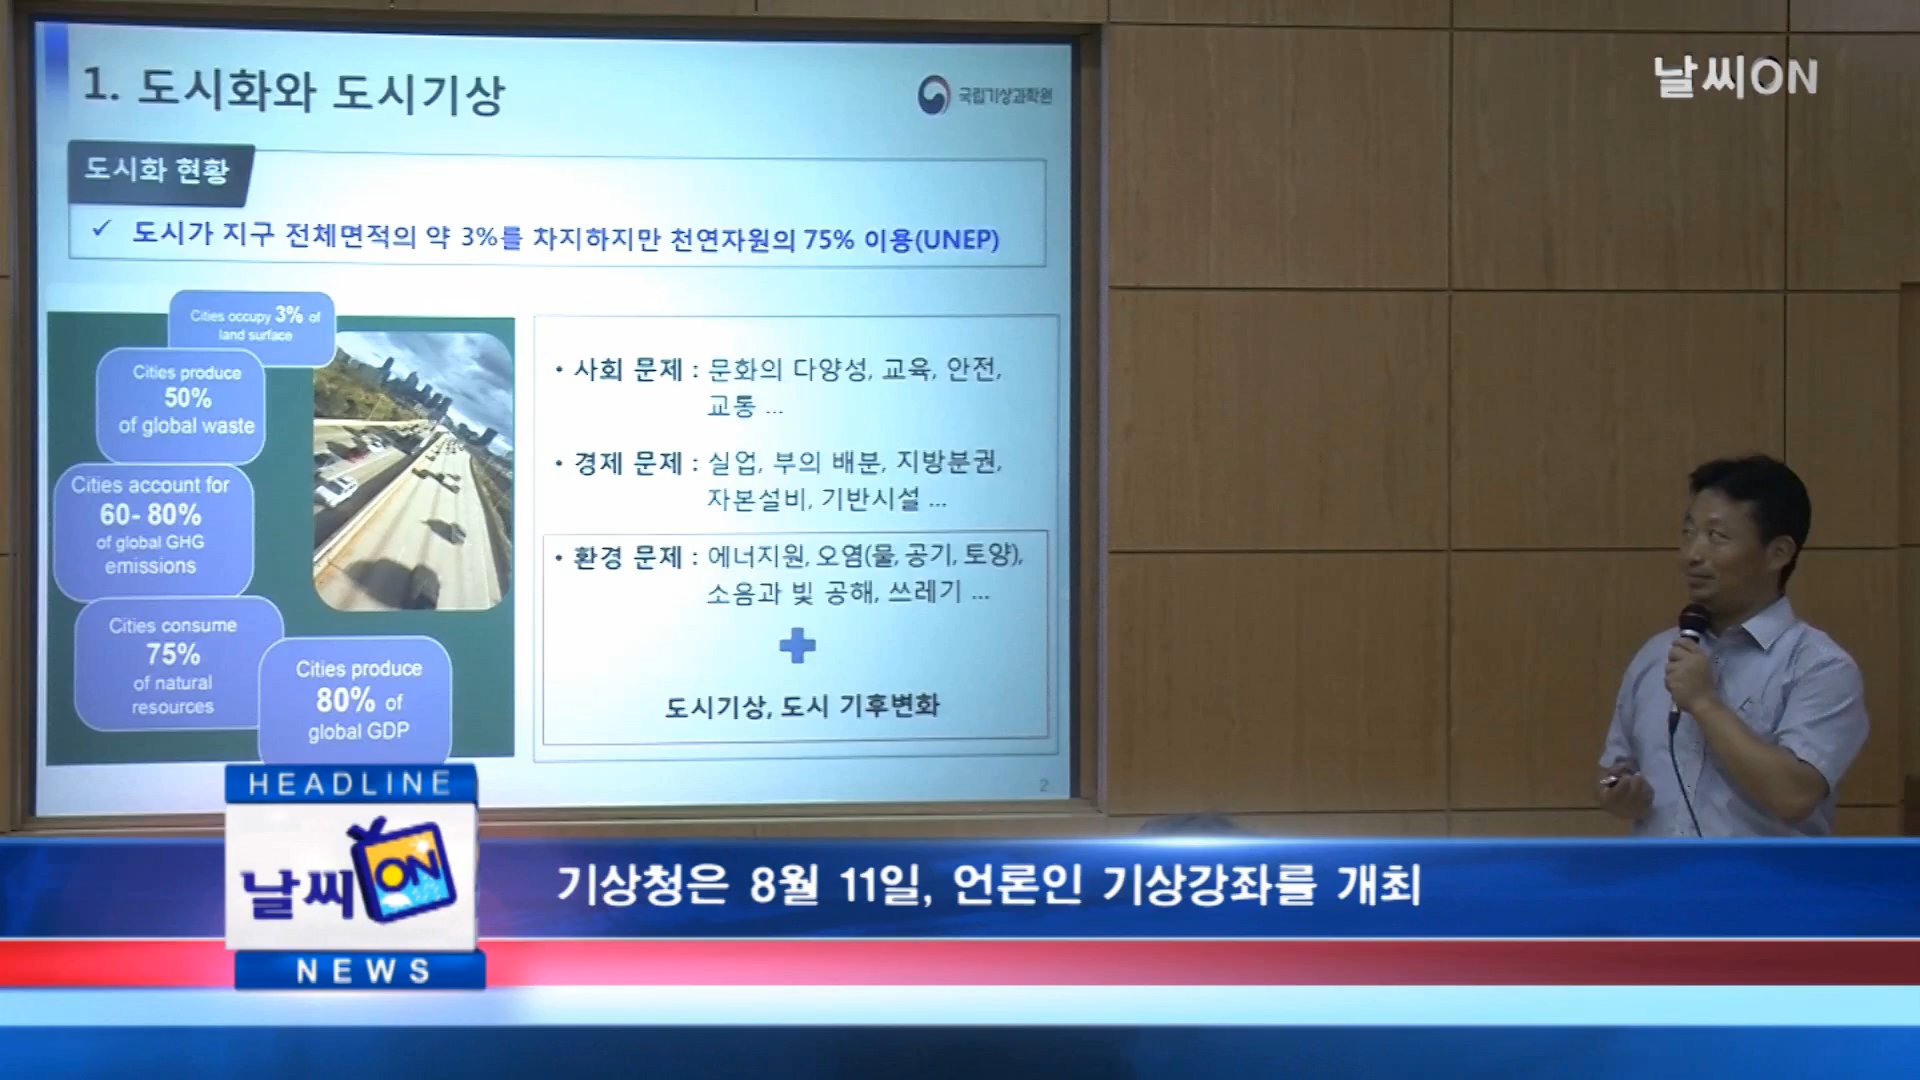 1. 도시화와 도시기상
국립기상과학원
날씨ON
도시화 현황
✓ 도시가 지구 전체면적의 약 3%를 차지하지만 천연자원의 75% 이용(UNEP)
Cities occupy 3% of
land surface
Cities produce
50%
of global waste
Cities account for
60- 80%
of global GHG
emissions
Cities consume
75%
of natural
resources
Cities produce
80% of
global GDP
• 사회 문제 : 문화의 다양성, 교육, 안전,
교통 ...
• 경제 문제 : 실업, 부의 배분, 지방분권,
자본설비, 기반시설 ...
• 환경 문제 : 에너지원, 오염(물, 공기, 토양),
소음과 빛 공해, 쓰레기 ...
도시기상, 도시 기후변화
2
HEADLINE
날씨ON
NEWS
기상청은 8월 11일, 언론인 기상강좌를 개최